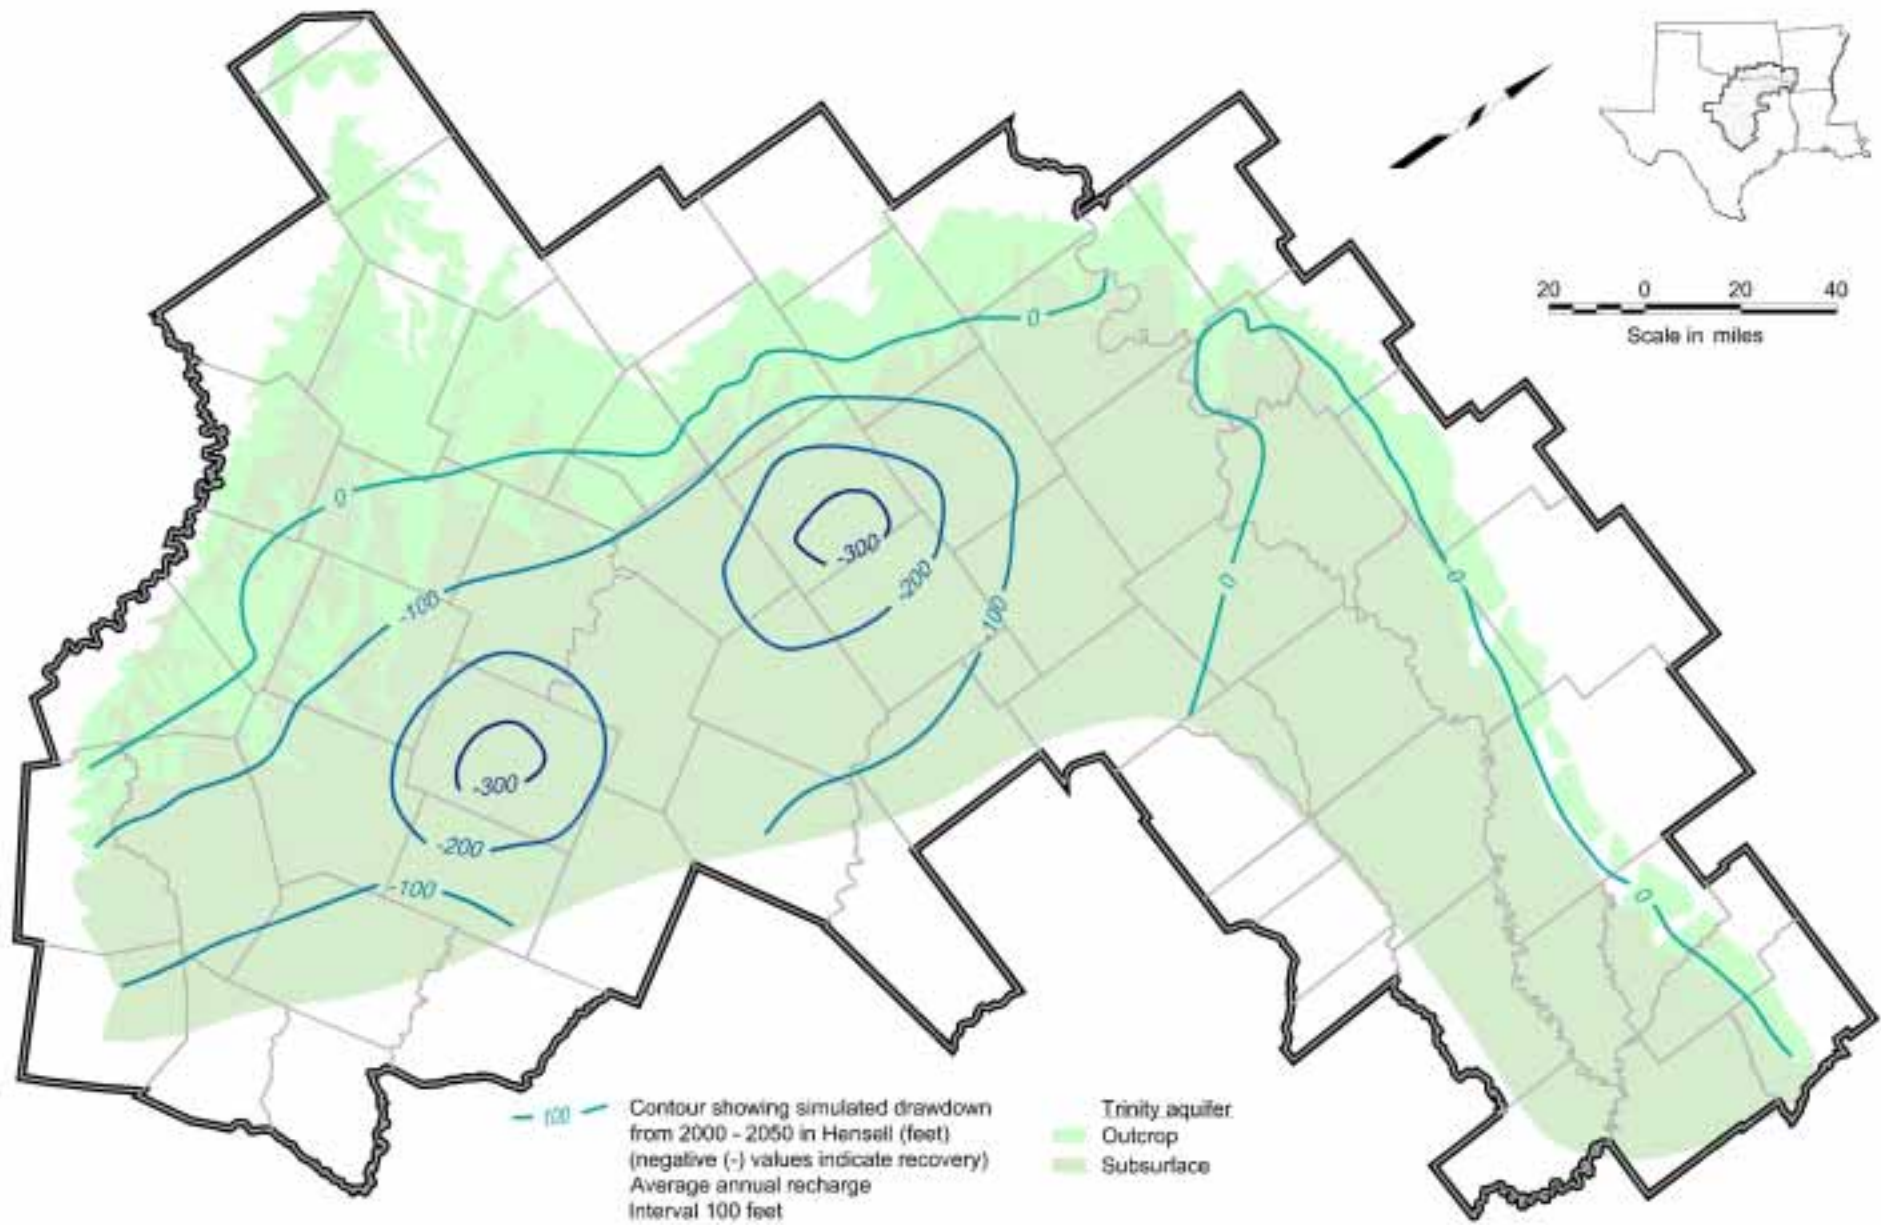 20 0 20 40
Scale in miles
0
0
-100
-300
-200
-100
0
0
-300
-200
-100
0
100
Contour showing simulated drawdown
from 2000 - 2050 in Hensell (feet)
(negative (-) values indicate recovery)
Average annual recharge
Interval 100 feet
Trinity aquifer
Outcrop
Subsurface